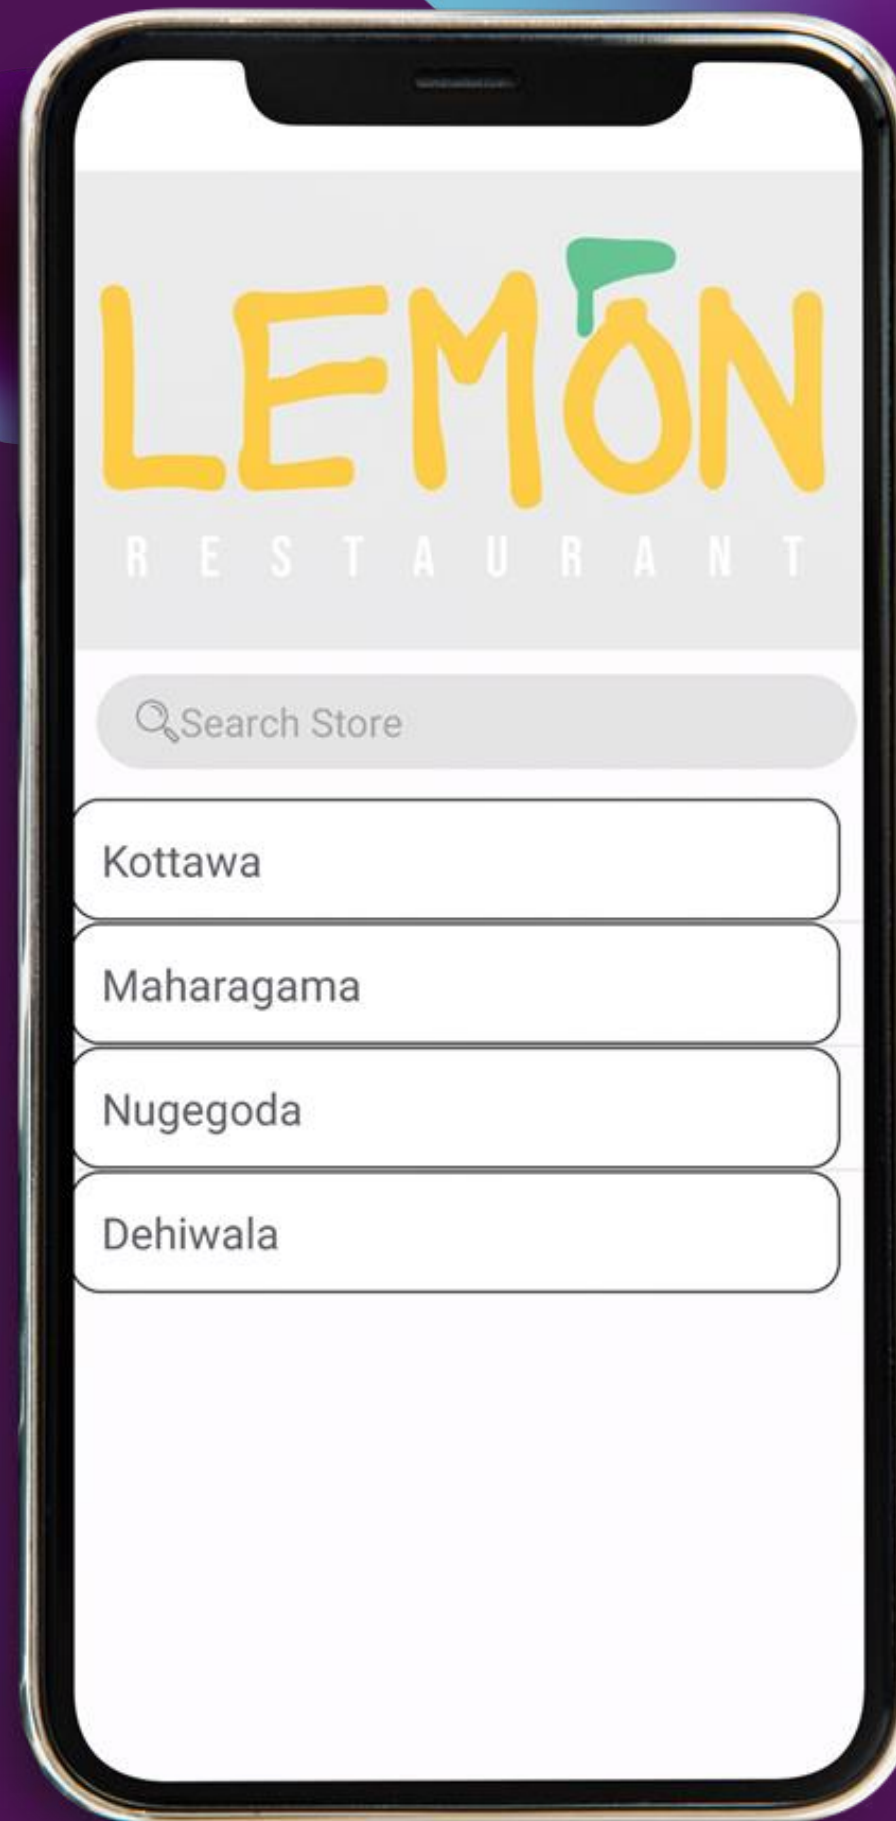 LEMON
RESTAURANT
Search Store
Kottawa
Maharagama
Nugegoda
Dehiwala